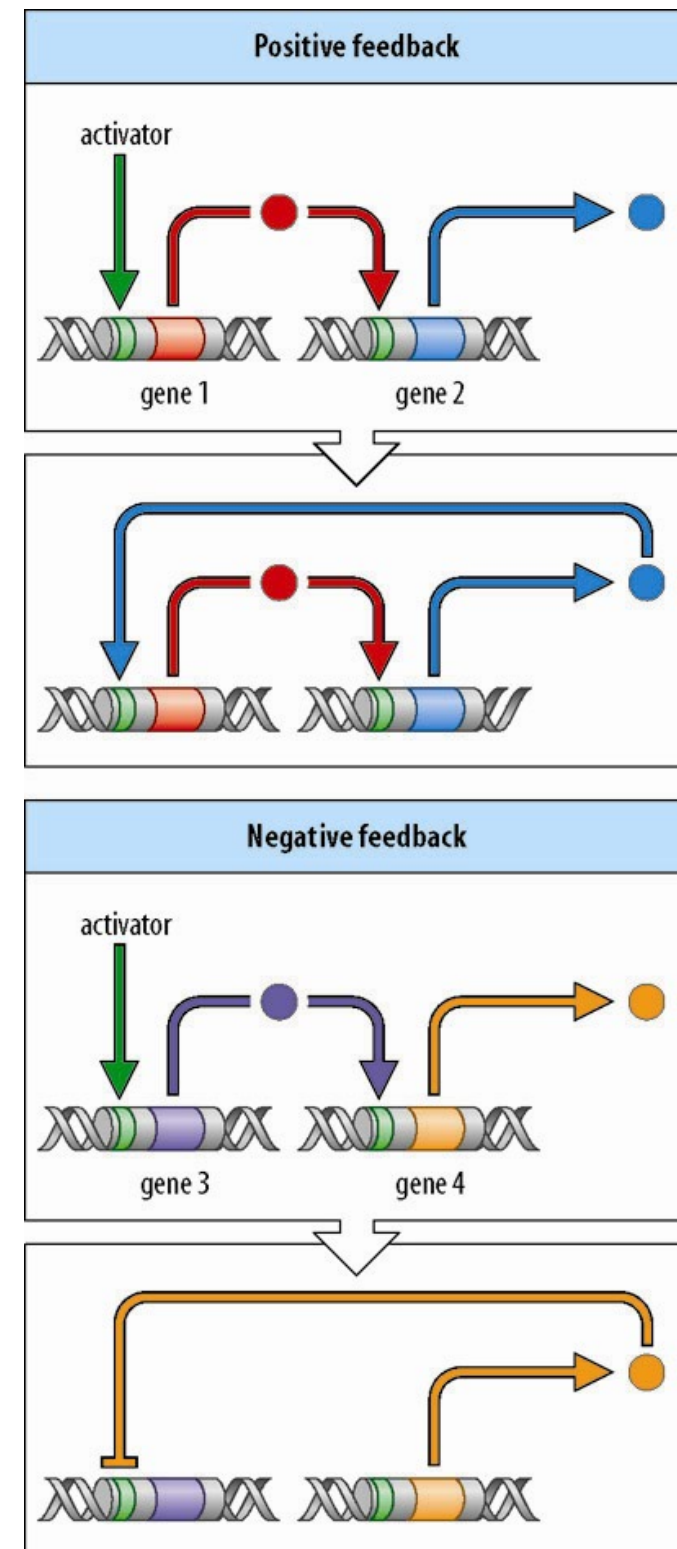 Positive feedback
activator
gene 1
gene 2
Negative feedback
activator
gene 3
gene 4